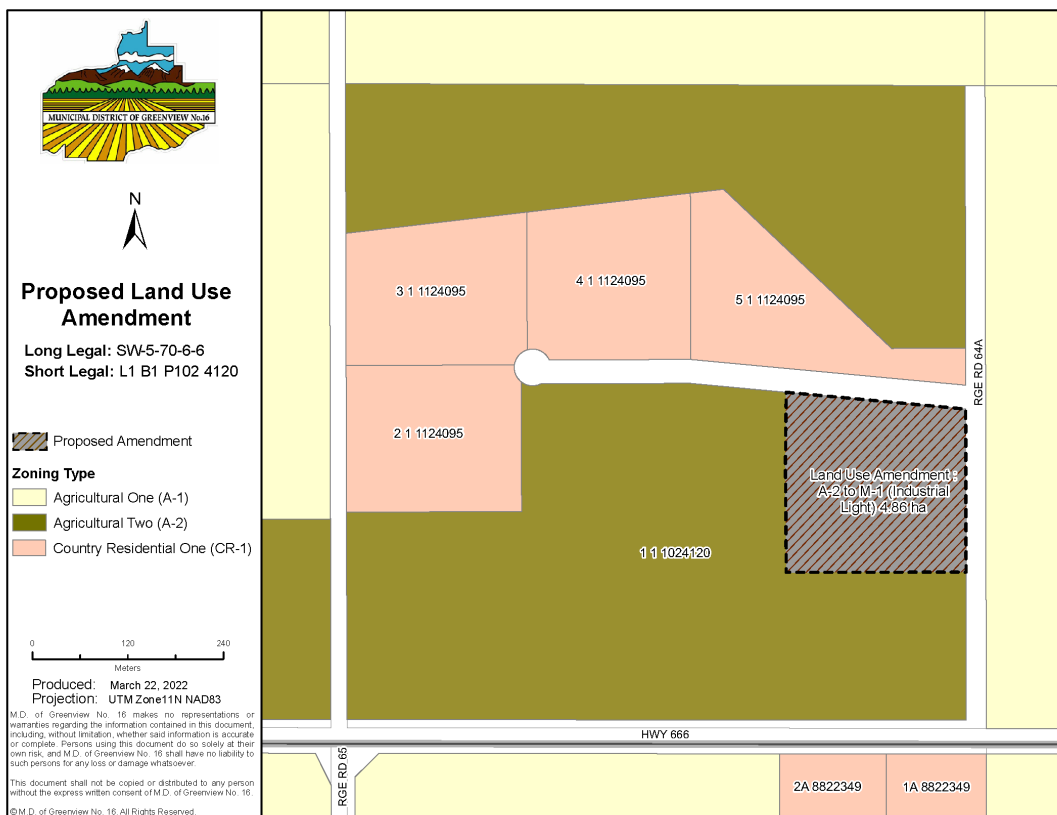 MUNICIPAL DISTRICT OF GREENVIEW No.16
N
Proposed Land Use
Amendment
Long Legal: SW-5-70-6-6
Short Legal: L1 B1 P102 4120
Proposed Amendment
Zoning Type
Agricultural One (A-1)
Agricultural Two (A-2)
Country Residential One (CR-1)
0 120 240
Meters
Produced: March 22, 2022
Projection: UTM Zone11N NAD83
M.D. of Greenview No. 16 makes no representations or
warranties regarding the information contained in this document,
including, without limitation, whether said information is accurate
or complete. Persons using this document do so solely at their
own risk, and M.D. of Greenview No. 16 shall have no liability to
such persons for any loss or damage whatsoever.
This document shall not be copied or distributed to any person
without the express written consent of M.D. of Greenview No. 16.
© M.D. of Greenview No. 16. All Rights Reserved.
3 1 1124095
4 1 1124095
5 1 1124095
2 1 1124095
RGE RD 64A
Land Use Amendment :
A-2 to M-1 (Industrial
Light) 4.86 ha
1 1 1024120
HWY 666
RGE RD 65
2A 8822349
1A 8822349